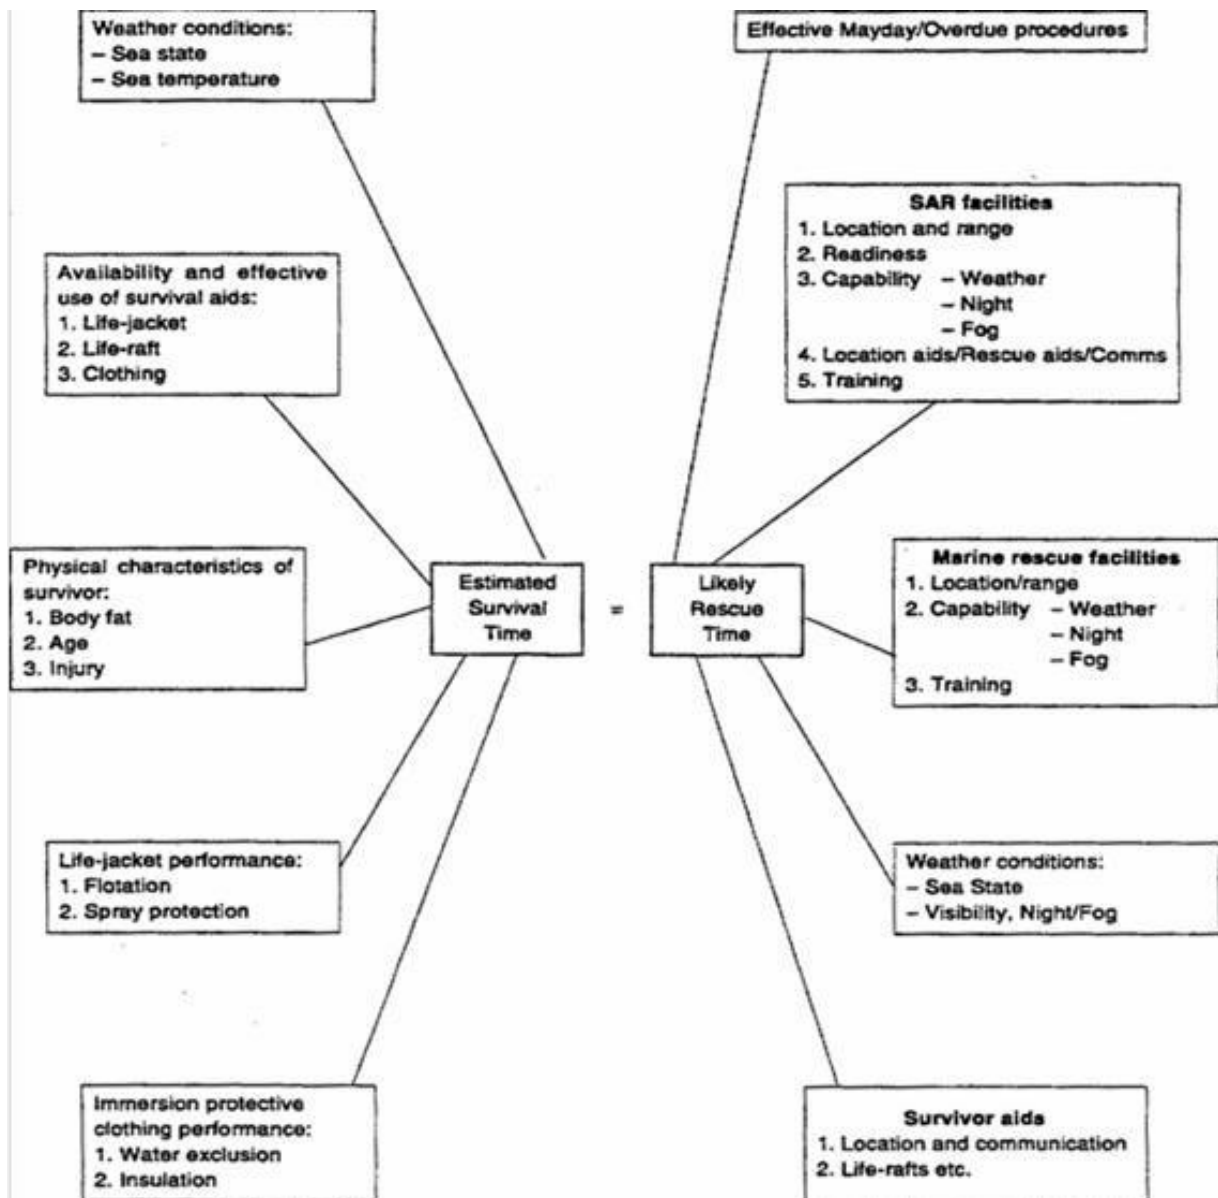 Weather conditions:
– Sea state
– Sea temperature
Availability and effective
use of survival aids:
1. Life-jacket
2. Life-raft
3. Clothing
Physical characteristics of
survivor:
1. Body fat
2. Age
3. Injury
Life-jacket performance:
1. Flotation
2. Spray protection
Immersion protective
clothing performance:
1. Water exclusion
2. Insulation
Estimated
Survival
Time
=
Likely
Rescue
Time
Effective Mayday/Overdue procedures
SAR facilities
1. Location and range
2. Readiness
3. Capability – Weather
– Night
– Fog
4. Location aids/Rescue aids/Comms
5. Training
Marine rescue facilities
1. Location/range
2. Capability – Weather
– Night
– Fog
3. Training
Weather conditions:
– Sea State
– Visibility, Night/Fog
Survivor aids
1. Location and communication
2. Life-rafts etc.